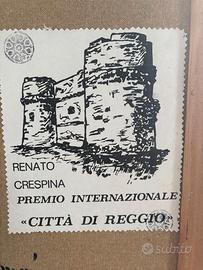 RENATO
CRESPINA
PREMIO INTERNAZIONALE
«CITTÀ DI REGGIO»
subito